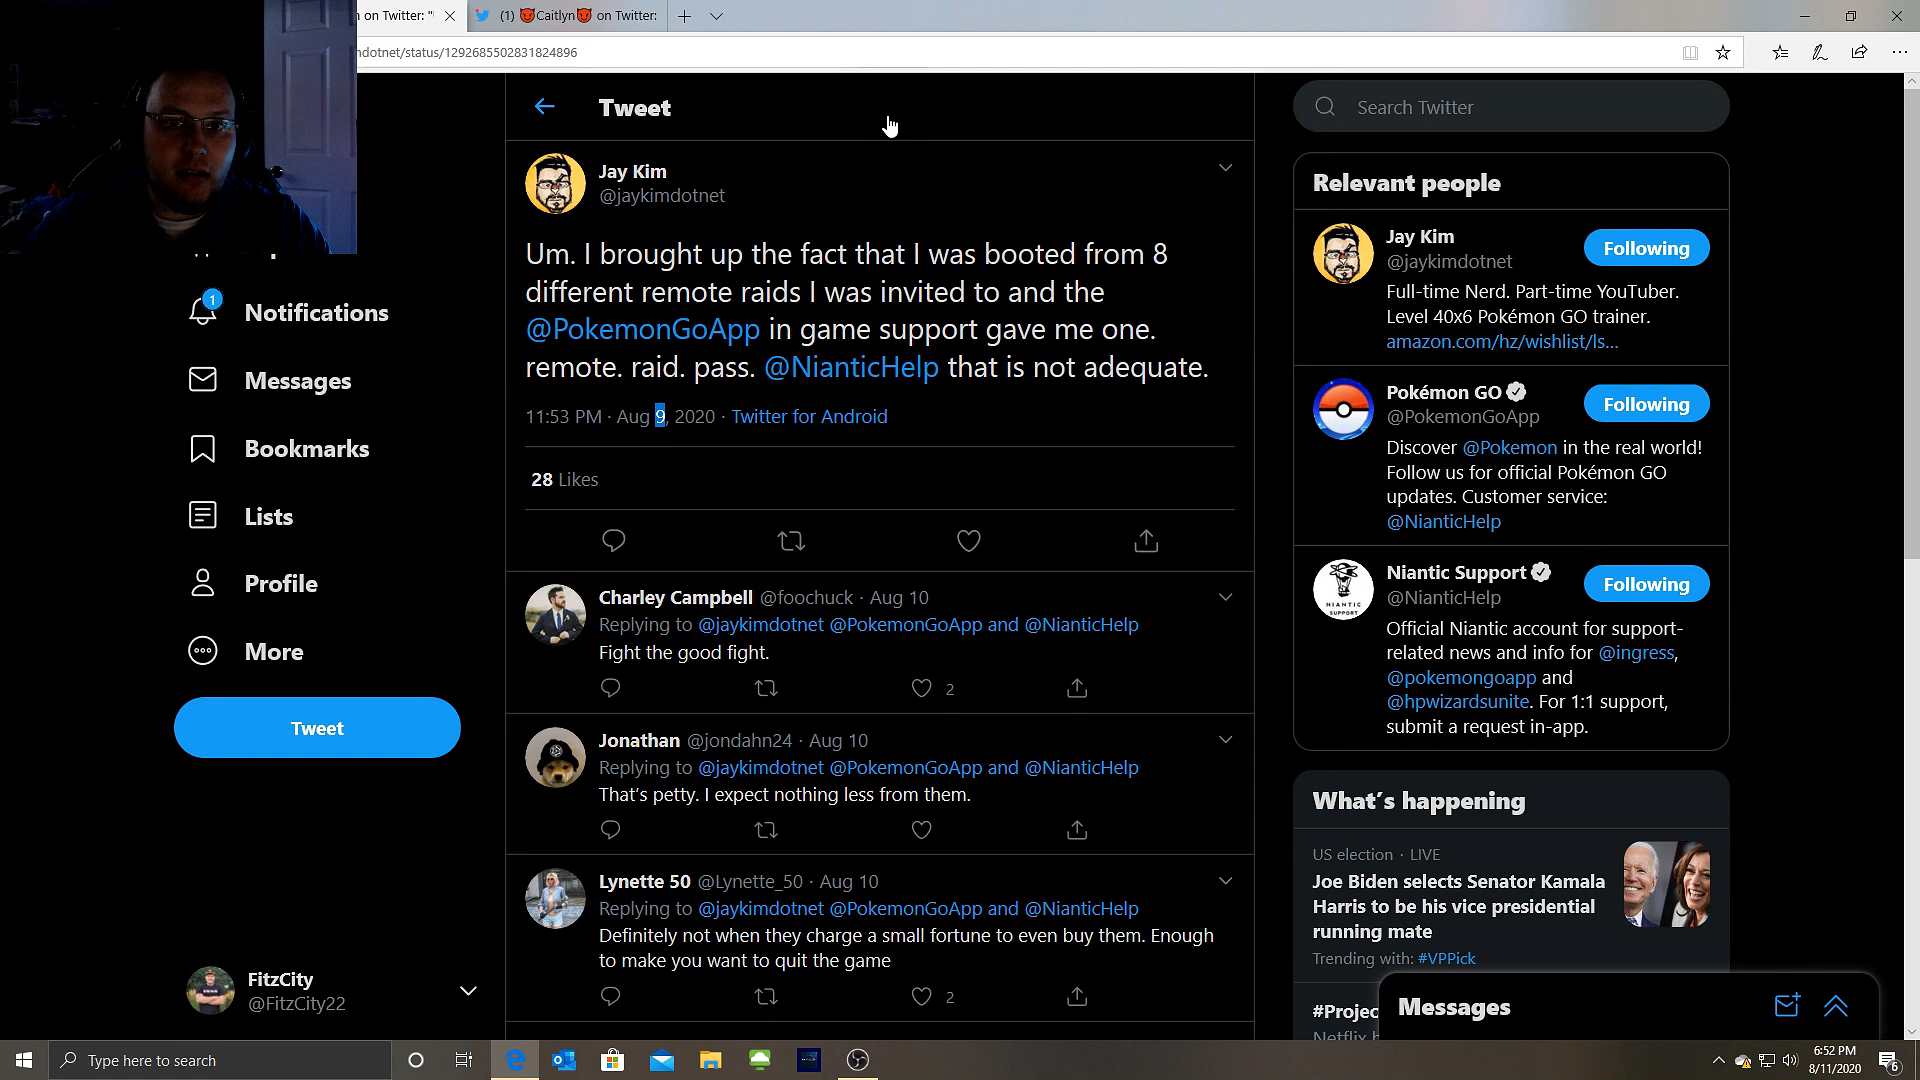 n on Twitter: "
(1) 😈Caitlyn😈 on Twitter:
dotnet/status/1292685502831824896
Tweet
Search Twitter
Jay Kim
@jaykimdotnet
Um. I brought up the fact that I was booted from 8
different remote raids I was invited to and the
@PokemonGoApp in game support gave me one.
remote. raid. pass. @NianticHelp that is not adequate.
11:53 PM · Aug 9, 2020 · Twitter for Android
28 Likes
Charley Campbell @foochuck · Aug 10
Replying to @jaykimdotnet @PokemonGoApp and @NianticHelp
Fight the good fight.
2
Jonathan @jondahn24 · Aug 10
Replying to @jaykimdotnet @PokemonGoApp and @NianticHelp
That's petty. I expect nothing less from them.
Lynette 50 @Lynette_50 · Aug 10
Replying to @jaykimdotnet @PokemonGoApp and @NianticHelp
Definitely not when they charge a small fortune to even buy them. Enough
to make you want to quit the game
2
1
Notifications
Messages
Bookmarks
Lists
Profile
More
Tweet
FitzCity
@FitzCity22
Relevant people
Jay Kim
@jaykimdotnet
Following
Full-time Nerd. Part-time YouTuber.
Level 40x6 Pokémon GO trainer.
amazon.com/hz/wishlist/ls...
Pokémon GO
@PokemonGoApp
Following
Discover @Pokemon in the real world!
Follow us for official Pokémon GO
updates. Customer service:
@NianticHelp
NIANTIC
SUPPORT
Niantic Support
@NianticHelp
Following
Official Niantic account for support-
related news and info for @ingress,
@pokemongoapp and
@hpwizardsunite. For 1:1 support,
submit a request in-app.
What's happening
US election · LIVE
Joe Biden selects Senator Kamala
Harris to be his vice presidential
running mate
Trending with: #VPPick
#Projec
Netflix
Messages
Type here to search
6:52 PM
8/11/2020
6